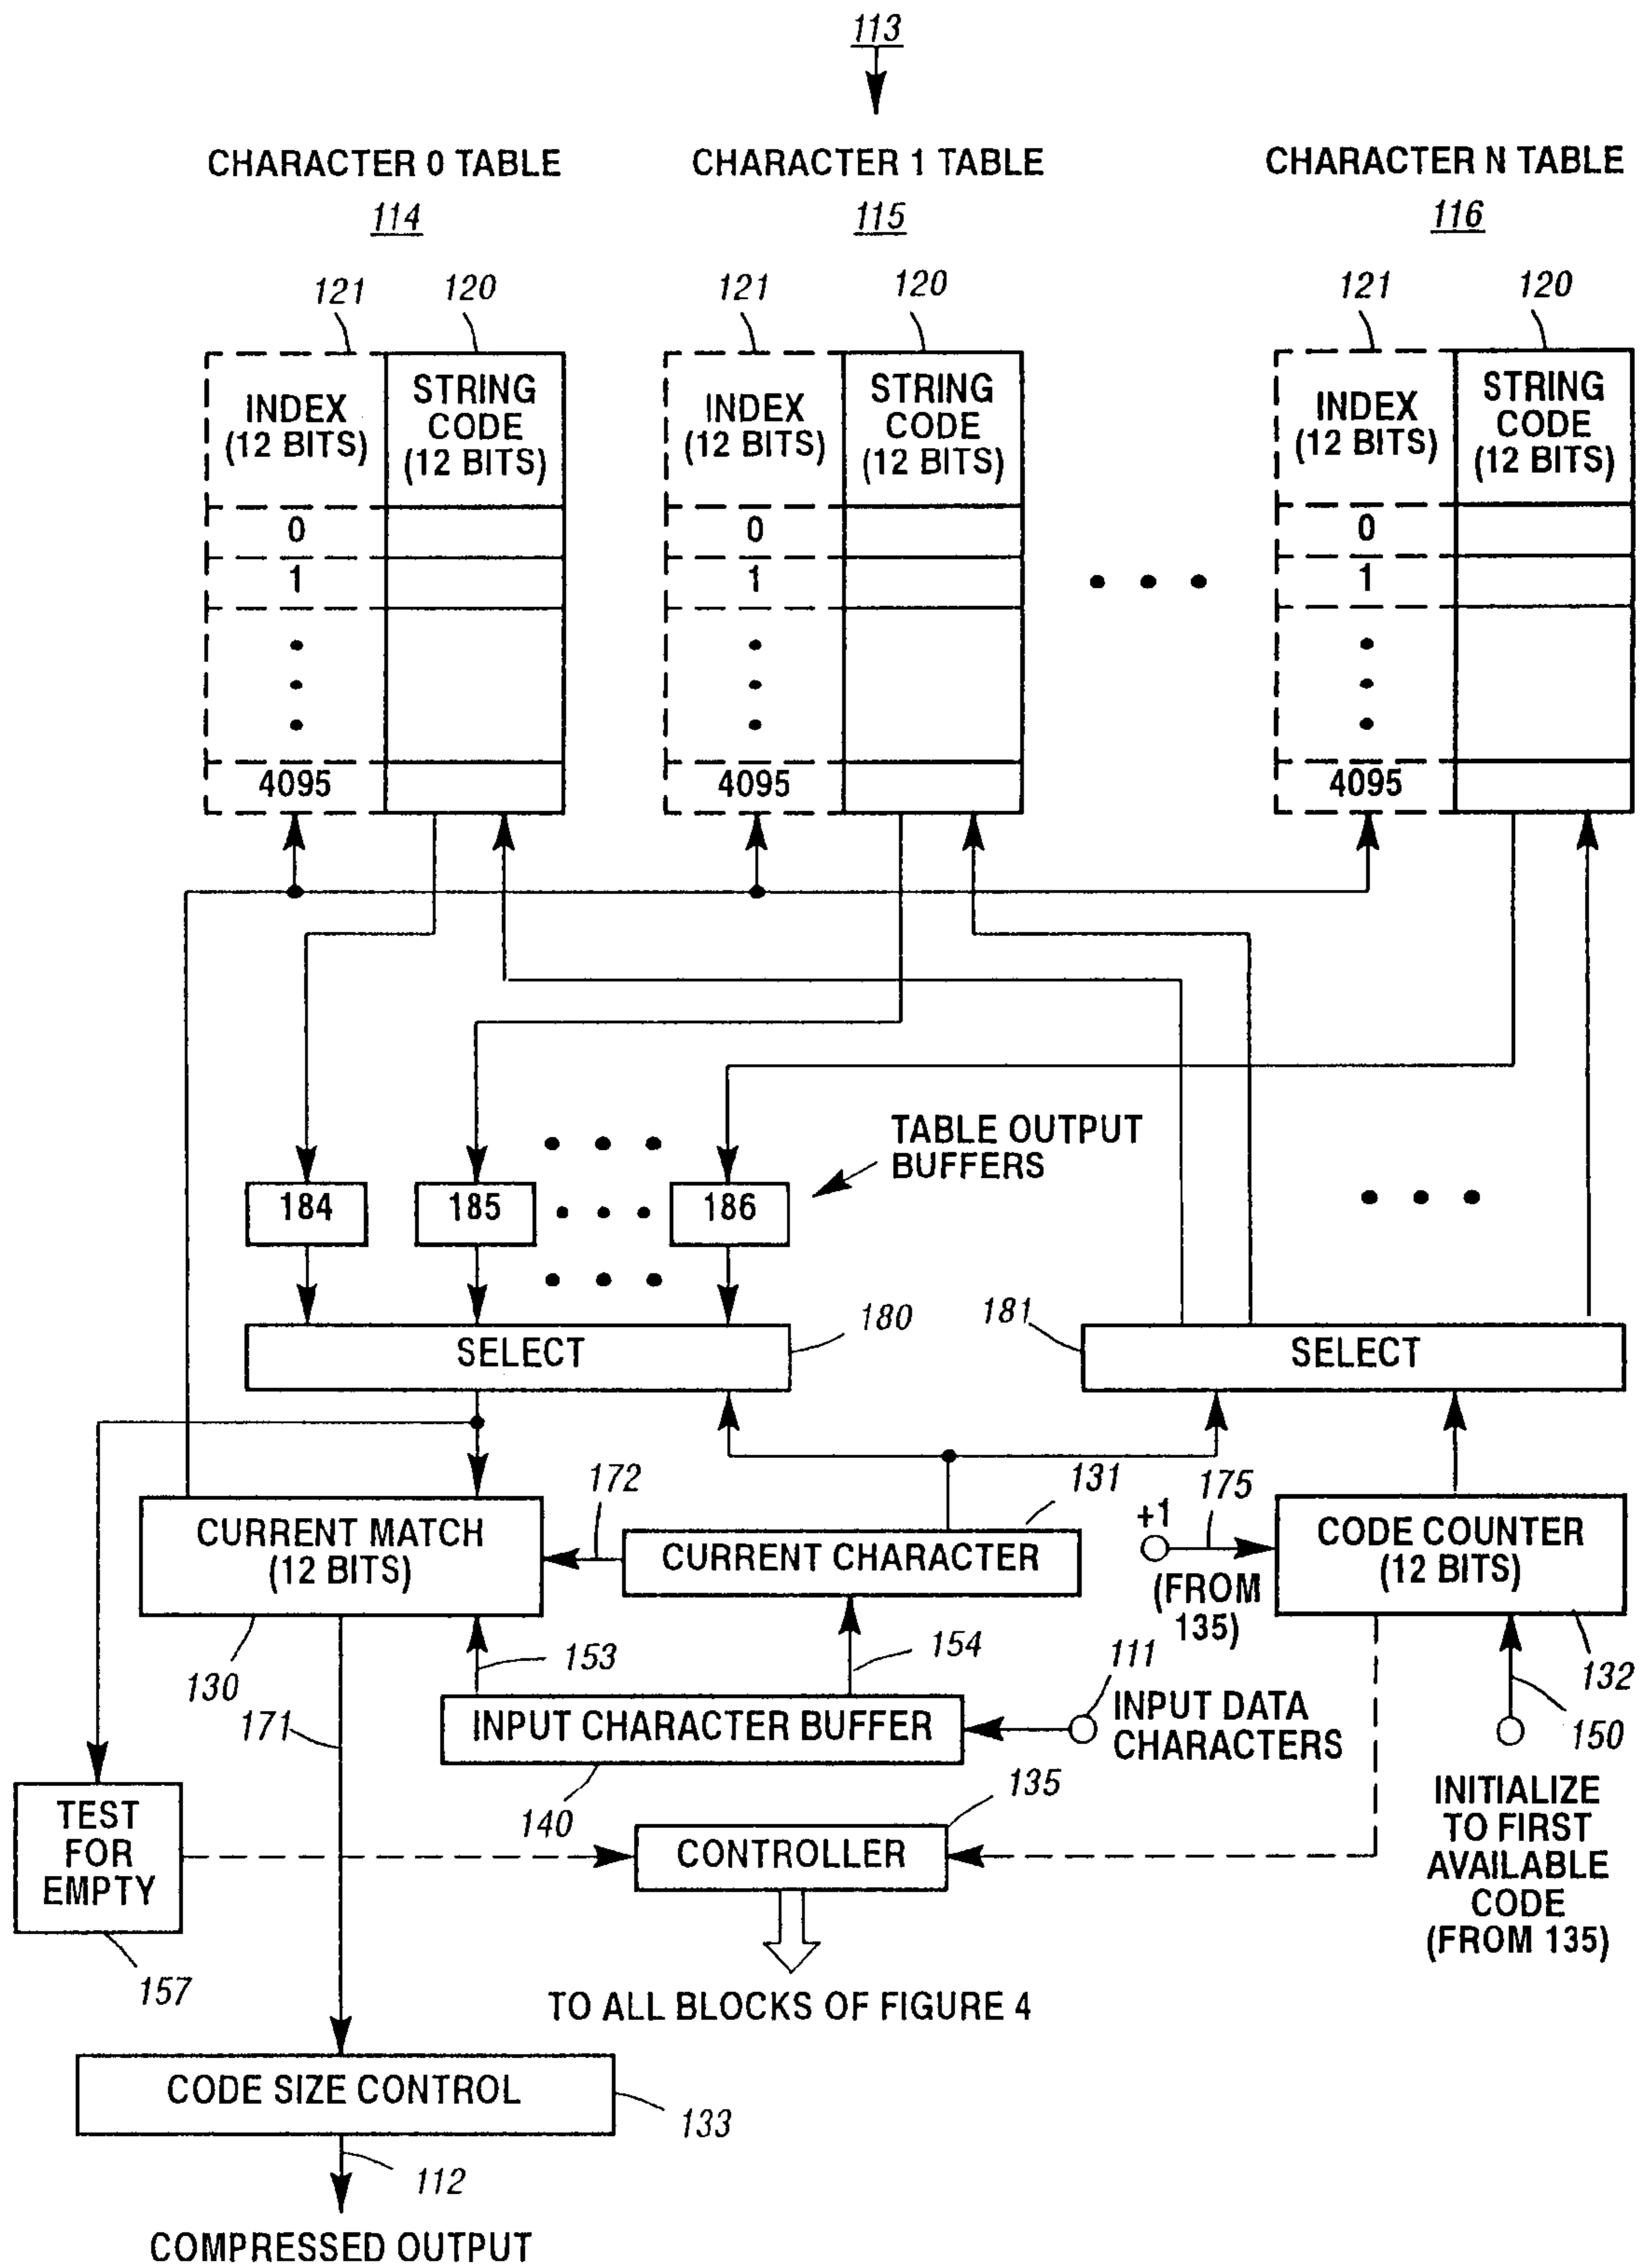 113
CHARACTER 0 TABLE
114
CHARACTER 1 TABLE
115
CHARACTER N TABLE
116
121
120
121
120
121
120
INDEX
(12 BITS)
STRING
CODE
(12 BITS)
INDEX
(12 BITS)
STRING
CODE
(12 BITS)
INDEX
(12 BITS)
STRING
CODE
(12 BITS)
0
0
0
1
1
1
4095
4095
4095
TABLE OUTPUT
BUFFERS
184
185
186
180
181
SELECT
SELECT
172
131
175
+1
(FROM
135)
CURRENT MATCH
(12 BITS)
CURRENT CHARACTER
CODE COUNTER
(12 BITS)
130
153
154
111
132
171
INPUT CHARACTER BUFFER
INPUT DATA
CHARACTERS
150
140
135
INITIALIZE
TO FIRST
AVAILABLE
CODE
(FROM 135)
TEST
FOR
EMPTY
CONTROLLER
157
TO ALL BLOCKS OF FIGURE 4
CODE SIZE CONTROL
133
112
COMPRESSED OUTPUT